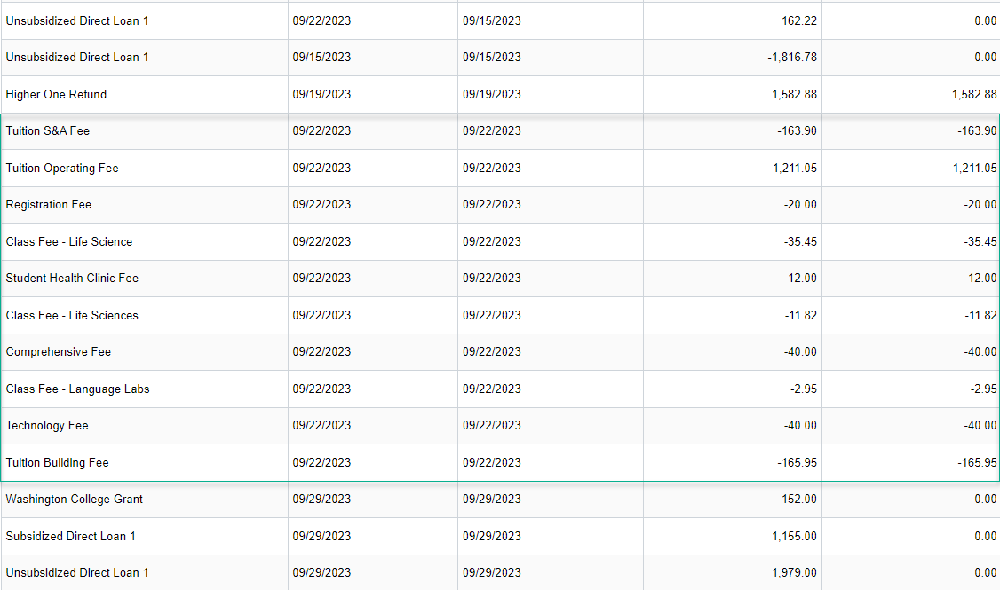 Unsubsidized Direct Loan 1 09/22/2023 09/15/2023 162.22 0.00
Unsubsidized Direct Loan 1 09/15/2023 09/15/2023 -1,816.78 0.00
Higher One Refund 09/19/2023 09/19/2023 1,582.88 1,582.88
Tuition S&A Fee 09/22/2023 09/22/2023 -163.90 -163.90
Tuition Operating Fee 09/22/2023 09/22/2023 -1,211.05 -1,211.05
Registration Fee 09/22/2023 09/22/2023 -20.00 -20.00
Class Fee - Life Science 09/22/2023 09/22/2023 -35.45 -35.45
Student Health Clinic Fee 09/22/2023 09/22/2023 -12.00 -12.00
Class Fee - Life Sciences 09/22/2023 09/22/2023 -11.82 -11.82
Comprehensive Fee 09/22/2023 09/22/2023 -40.00 -40.00
Class Fee - Language Labs 09/22/2023 09/22/2023 -2.95 -2.95
Technology Fee 09/22/2023 09/22/2023 -40.00 -40.00
Tuition Building Fee 09/22/2023 09/22/2023 -165.95 -165.95
Washington College Grant 09/29/2023 09/29/2023 152.00 0.00
Subsidized Direct Loan 1 09/29/2023 09/29/2023 1,155.00 0.00
Unsubsidized Direct Loan 1 09/29/2023 09/29/2023 1,979.00 0.00